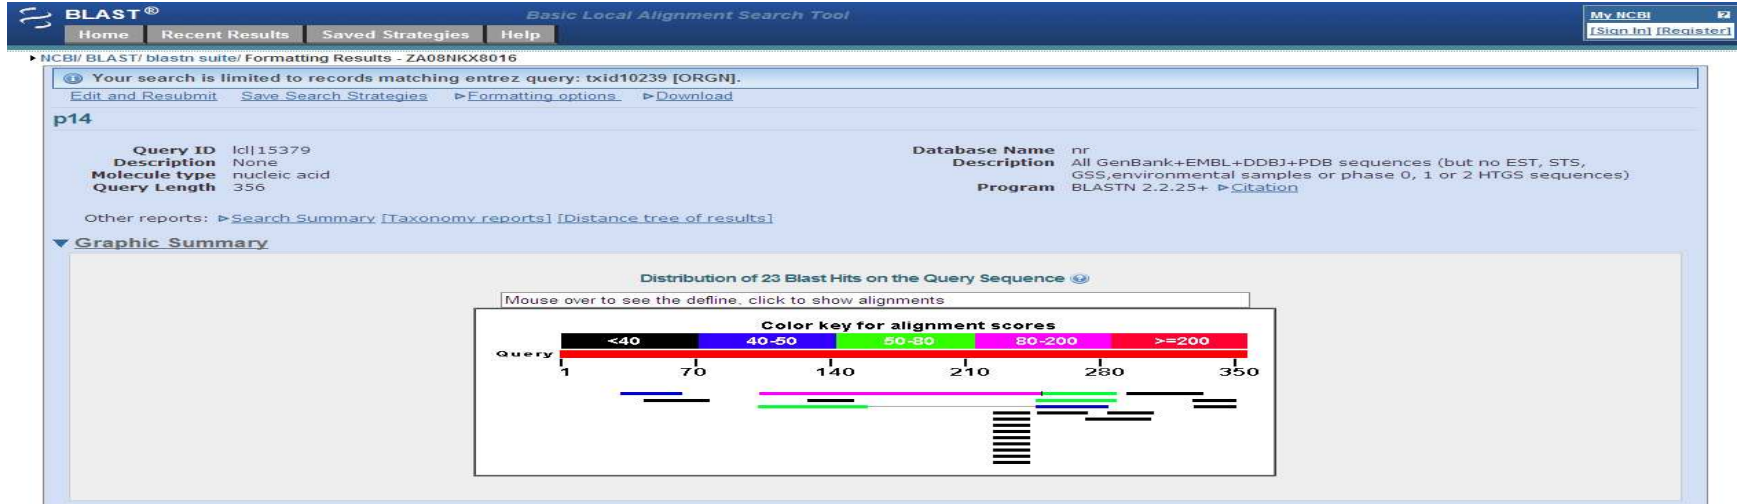 BLAST® Basic Local Alignment Search Tool My NCBI
Home Recent Results Saved Strategies Help [Sign In] [Register]
NCBI/ BLAST/ blastn suite/ Formatting Results - ZA08NKX8016
Your search is limited to records matching entrez query: txid10239 [ORGN].
Edit and Resubmit Save Search Strategies Formatting options Download
p14
Query ID lcl|15379
Description None
Molecule type nucleic acid
Query Length 356
Database Name nr
Description All GenBank+EMBL+DDBJ+PDB sequences (but no EST, STS,
GSS,environmental samples or phase 0, 1 or 2 HTGS sequences)
Program BLASTN 2.2.25+ Citation
Other reports: Search Summary [Taxonomy reports] [Distance tree of results]
Graphic Summary
Distribution of 23 Blast Hits on the Query Sequence
Mouse over to see the defline, click to show alignments
Color key for alignment scores
<40 40-50 50-80 80-200 >=200
Query
1 70 140 210 280 350